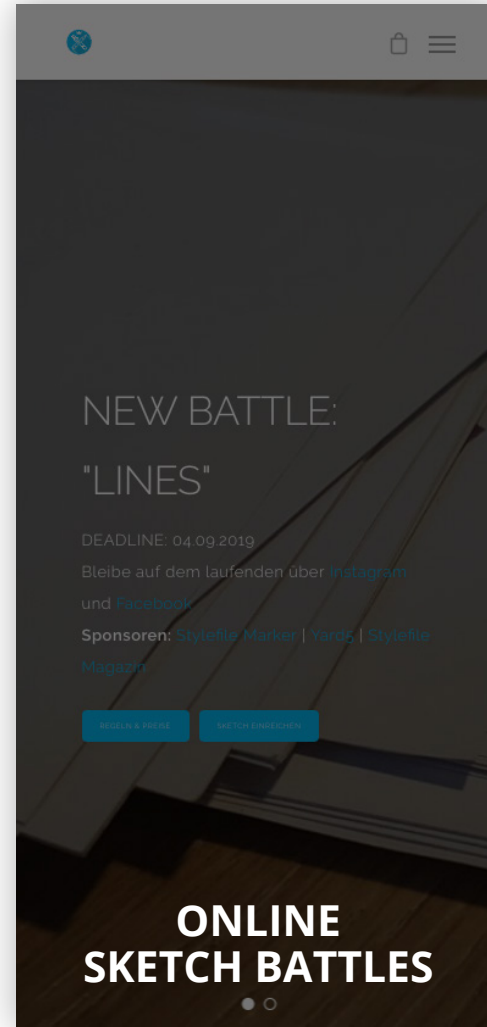 NEW BATTLE:
"LINES"
DEADLINE: 04.09.2019
Bleibe auf dem laufenden über Instagram
und Facebook
Sponsoren: Stylefile Marker | Yard5 | Stylefile
Magazin
REGELN & PREISE
SKETCH EINREICHEN
ONLINE
SKETCH BATTLES